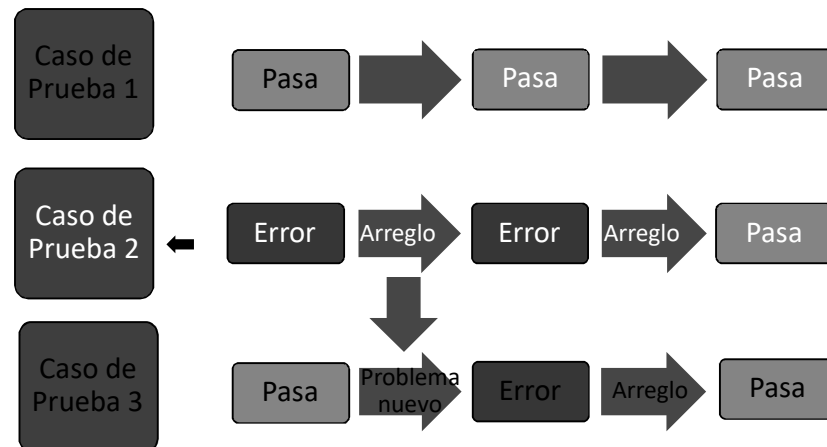 Caso de
Prueba 1
Pasa
Pasa
Pasa
Caso de
Prueba 2
Error
Arreglo
Error
Arreglo
Pasa
Caso de
Prueba 3
Pasa
Problema
nuevo
Error
Arreglo
Pasa